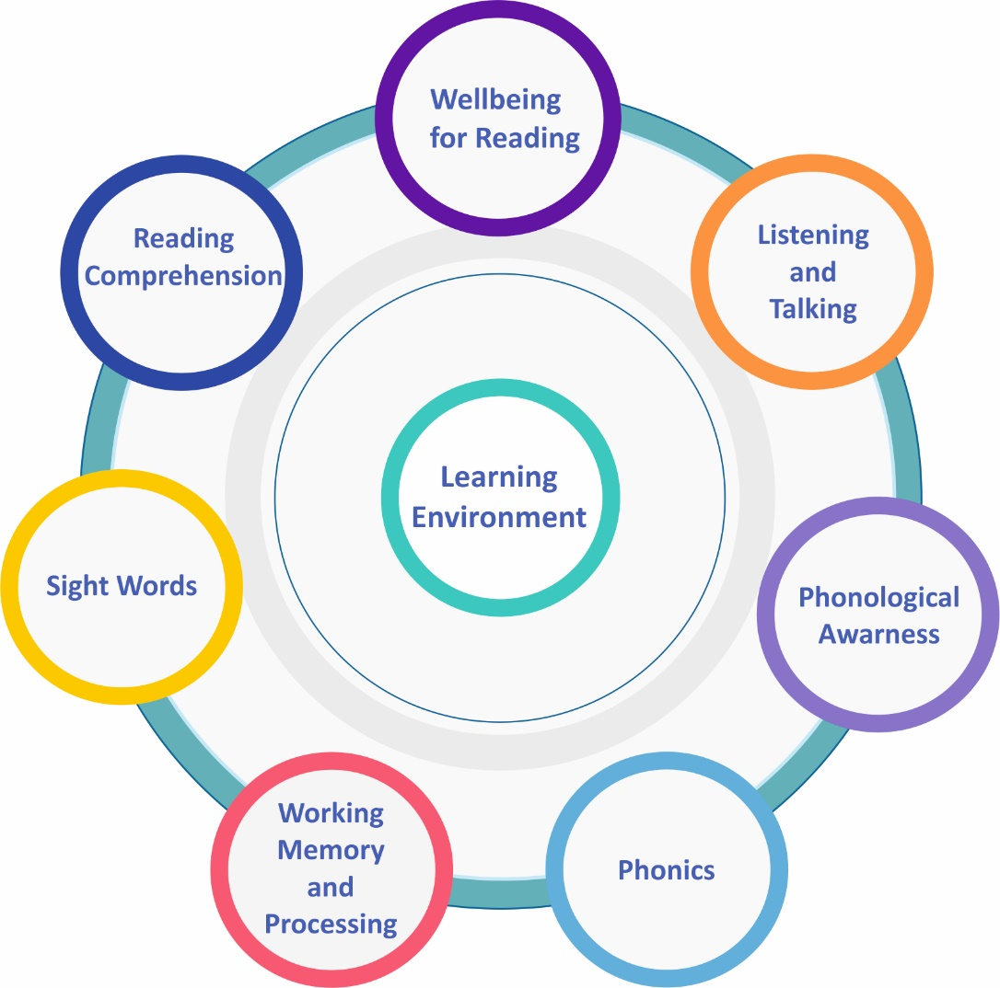 Wellbeing
for Reading
Listening
and
Talking
Phonological
Awarness
Phonics
Working
Memory
and
Processing
Sight Words
Reading
Comprehension
Learning
Environment